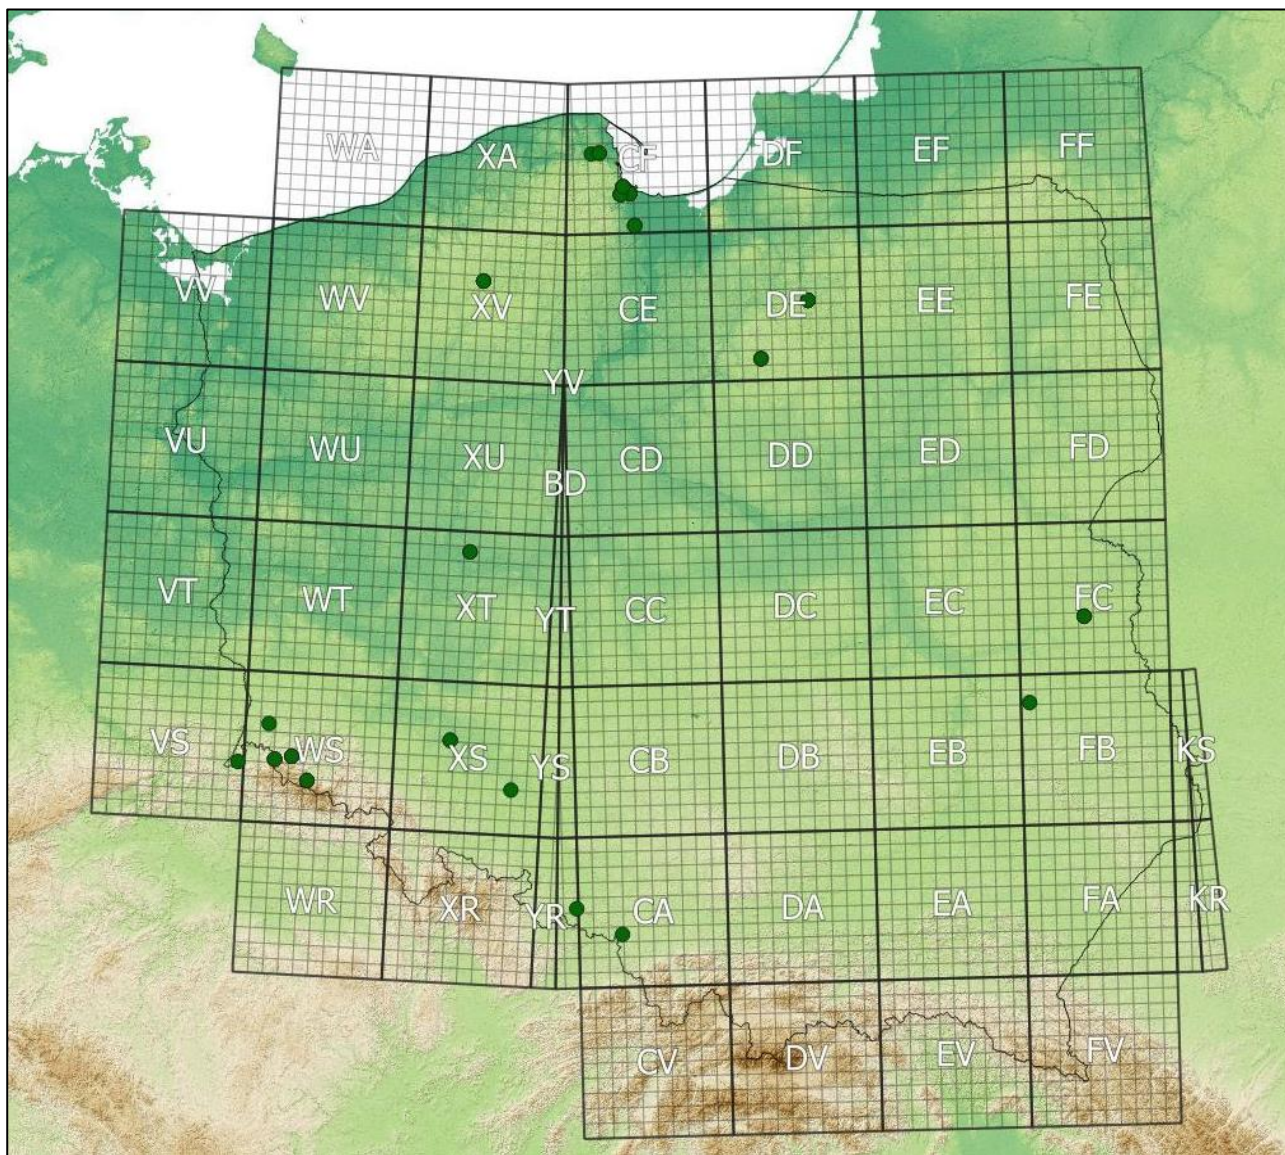 WA XA CF DF EF FF
VV WV XV CE DE EE FE
YV
VU WU XU BD CD DD ED FD
VT WT XT YT CC DC EC FC
VS WS XS YS CB DB EB FB KS
WR XR YR CA DA EA FA KR
CV DV EV FV